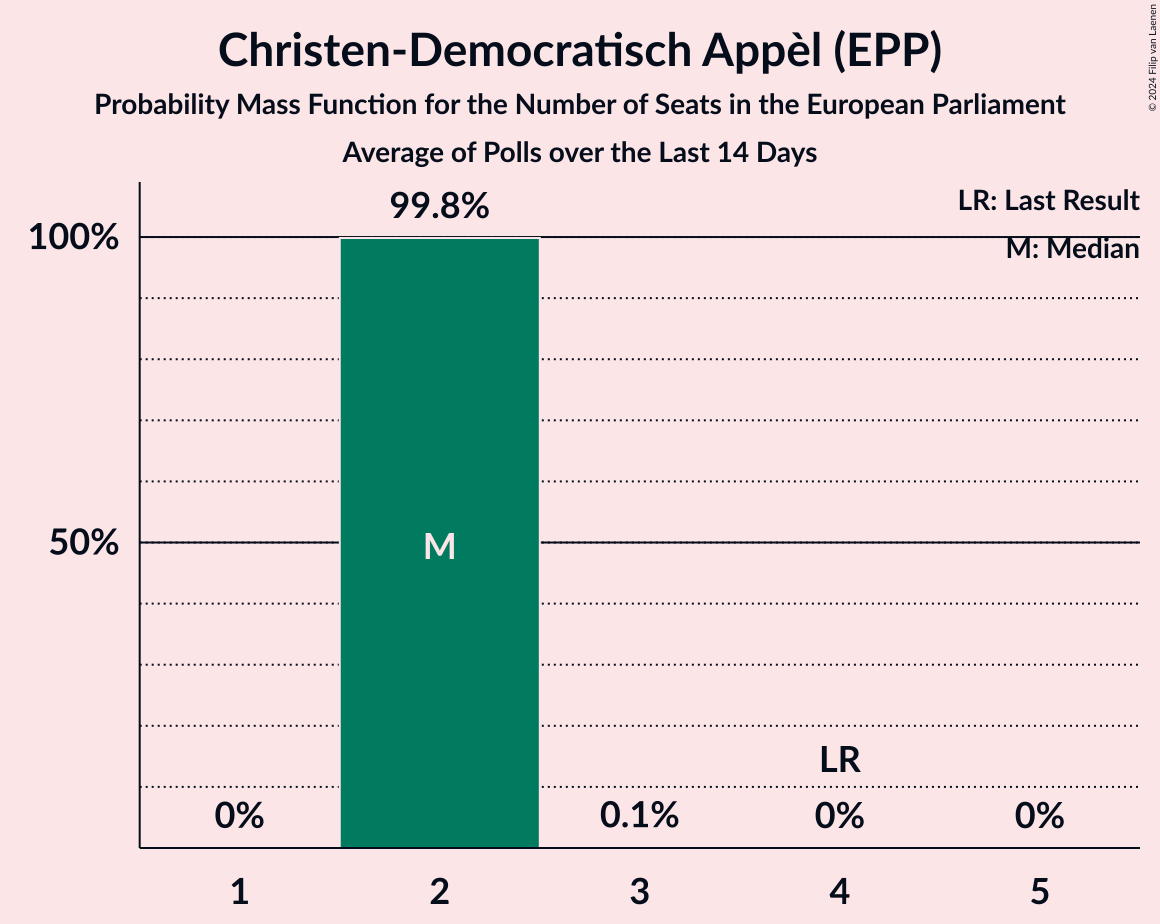 Christen-Democratisch Appèl (EPP)
Probability Mass Function for the Number of Seats in the European Parliament
Average of Polls over the Last 14 Days
© 2024 Filip van Laenen
99.8%
LR: Last Result
100%
M: Median
50%
M
LR
0%
0.1%
0%
0%
1
2
3
4
5